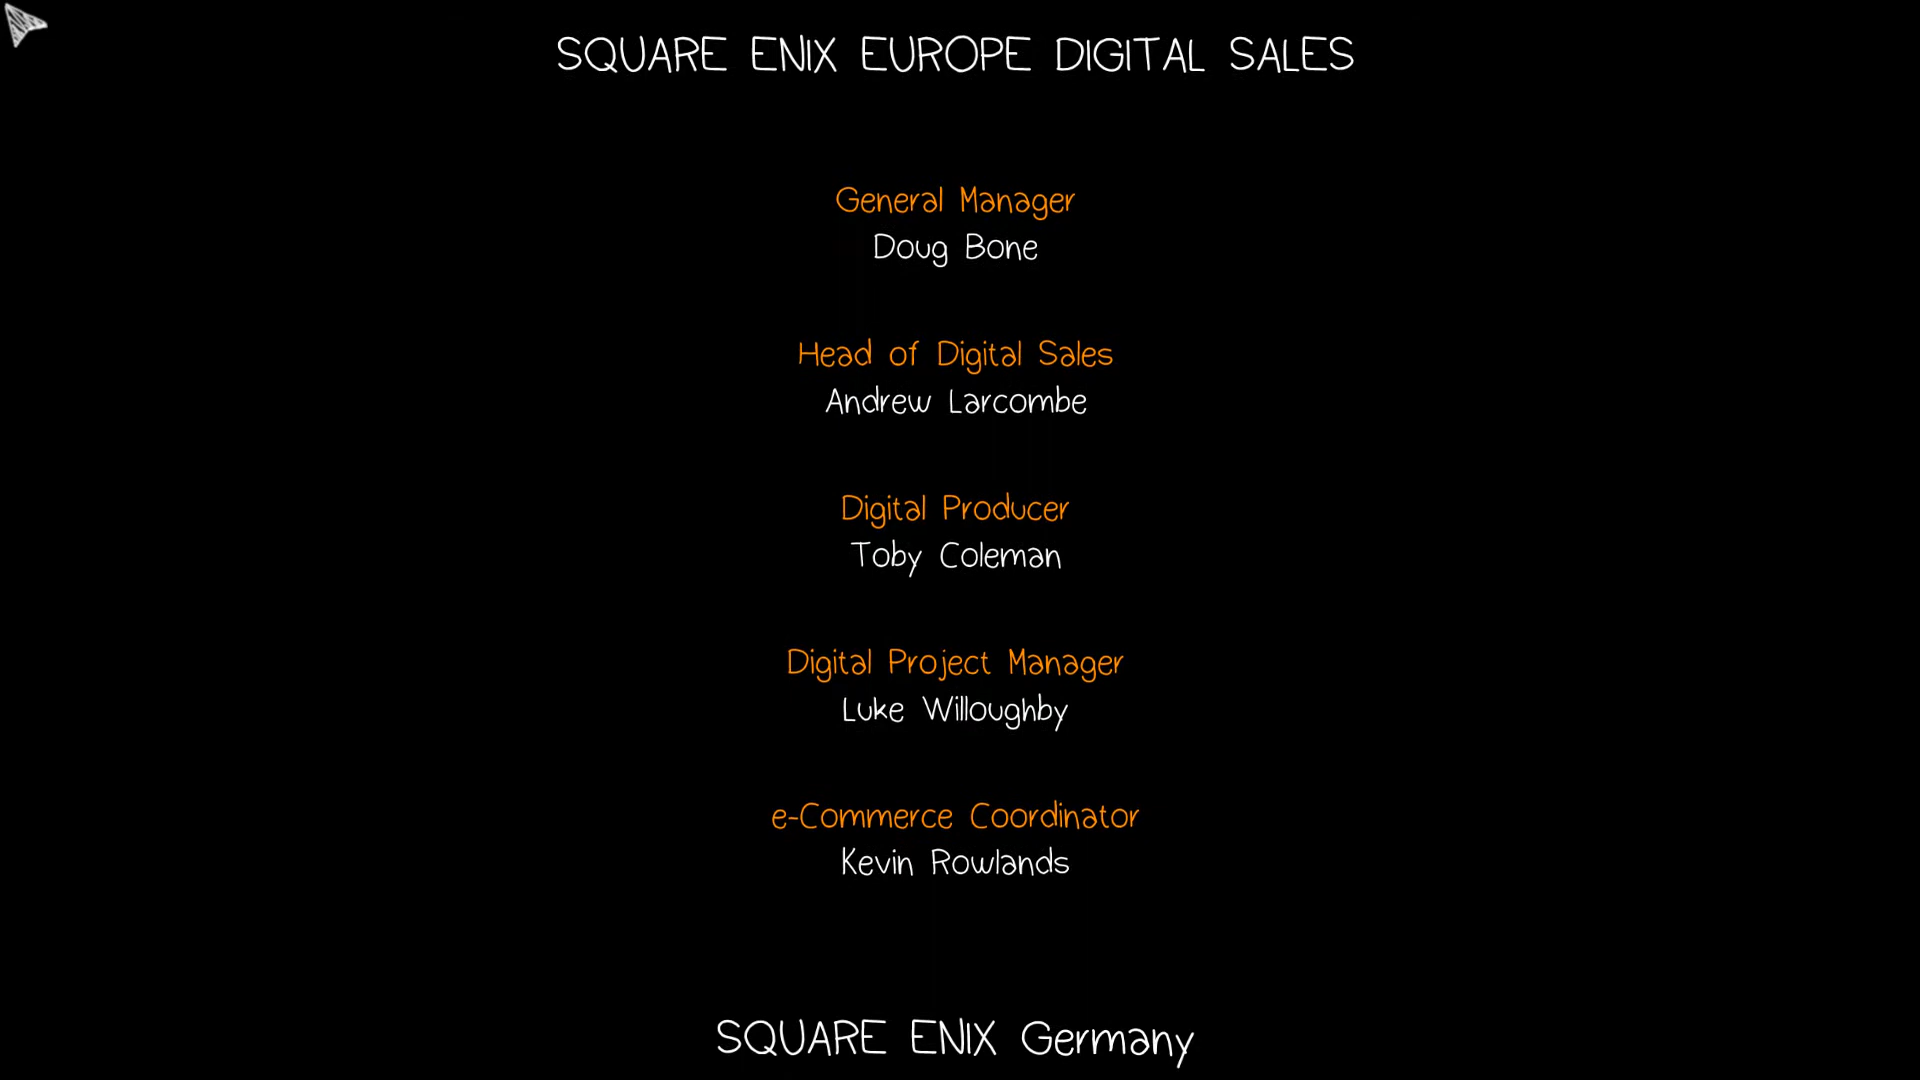 SQUARE ENIX EUROPE DIGITAL SALES
General Manager
Doug Bone
Head of Digital Sales
Andrew Larcombe
Digital Producer
Toby Coleman
Digital Project Manager
Luke Willoughby
e-Commerce Coordinator
Kevin Rowlands
SQUARE ENIX Germany